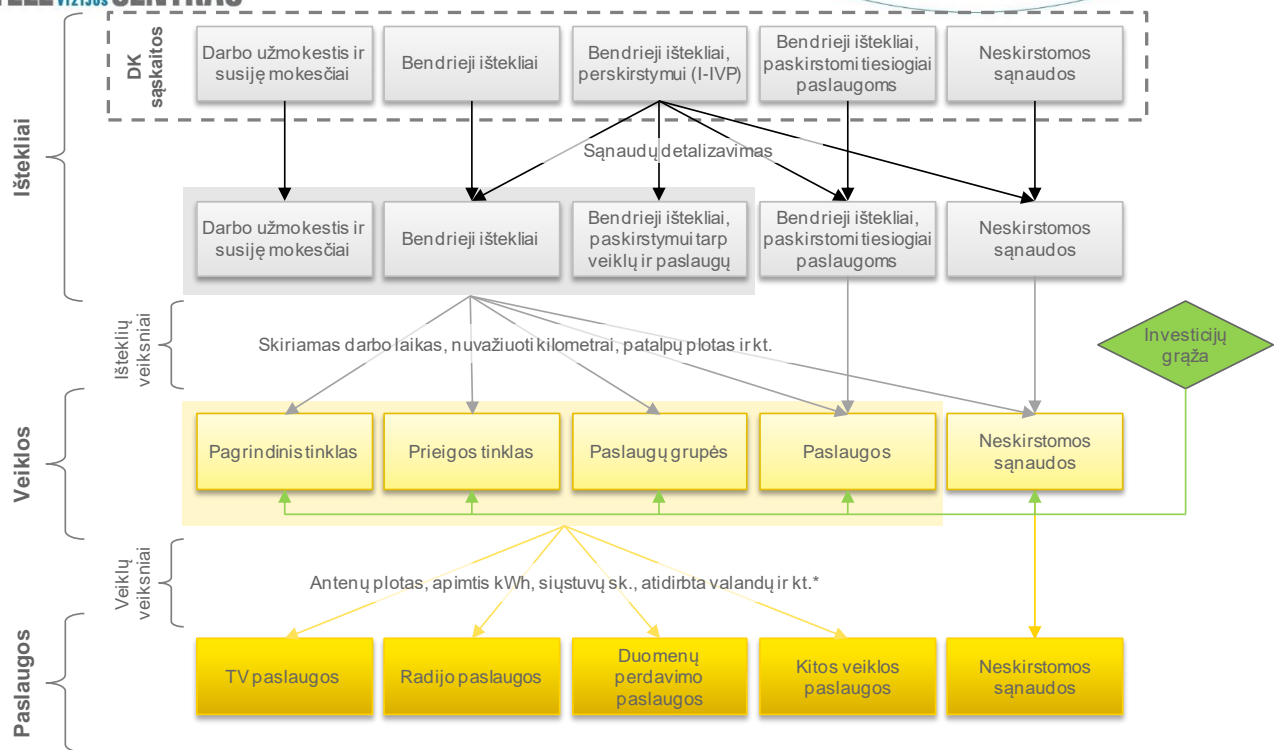 CENTRAS
DK
sąskaitos
Darbo užmokestis ir
susiję mokesčiai
Bendrieji ištekliai
Bendrieji ištekliai,
perskirstymui (I-IVP)
Bendrieji ištekliai,
paskirstomi tiesiogiai
paslaugoms
Neskirstomos
sąnaudos
Ištekliai
Sąnaudų detalizavimas
Darbo užmokestis ir
susiję mokesčiai
Bendrieji ištekliai
Bendrieji ištekliai,
paskirstymui tarp
veiklų ir paslaugų
Bendrieji ištekliai,
paskirstomi tiesiogiai
paslaugoms
Neskirstomos
sąnaudos
Išteklių
veiksniai
Skiriamas darbo laikas, nuvažiuoti kilometrai, patalpų plotas ir kt.
Investicijų
grąža
Veiklos
Pagrindinis tinklas
Prieigos tinklas
Paslaugų grupės
Paslaugos
Neskirstomos
sąnaudos
Veiklų
veiksniai
Antenų plotas, apimtis kWh, siųstuvų sk., atidirbta valandų ir kt.*
Paslaugos
TV paslaugos
Radijo paslaugos
Duomenų
perdavimo
paslaugos
Kitos veiklos
paslaugos
Neskirstomos
sąnaudos